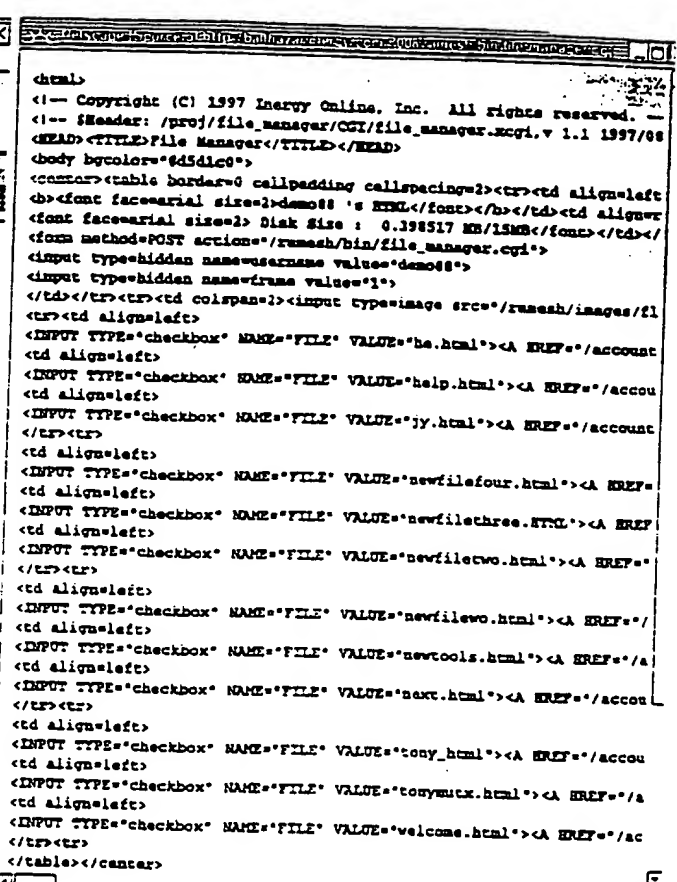 <html>
<!-- Copyright (C) 1997 Inergy Online, Inc. All rights reserved. --
<!-- $Header: /proj/file_manager/CGI/file_manager.xcgi,v 1.1 1997/08
<HEAD><TITLE>File Manager</TITLE></HEAD>
<body bgcolor="#d5d1c0">
<center><table border=0 cellpadding cellspacing=2><tr><td align=left
<b><font face=arial size=2>demo88 's HTML</font></b></td><td align=r
<font face=arial size=2> Disk Size : 0.398517 MB/15MB</font></td></
<form method=POST action="/ramesh/bin/file_manager.cgi">
<input type=hidden name=username value="demo88">
<input type=hidden name=frame value="1">
</td></tr><tr><td colspan=2><input type=image src="/ramesh/images/fl
<tr><td align=left>
<INPUT TYPE="checkbox" NAME="FILE" VALUE="he.html"><A HREF="/account
<td align=left>
<INPUT TYPE="checkbox" NAME="FILE" VALUE="help.html"><A HREF="/accou
<td align=left>
<INPUT TYPE="checkbox" NAME="FILE" VALUE="jy.html"><A HREF="/account
</tr><tr>
<td align=left>
<INPUT TYPE="checkbox" NAME="FILE" VALUE="newfilefour.html"><A HREF=
<td align=left>
<INPUT TYPE="checkbox" NAME="FILE" VALUE="newfilethree.HTML"><A HREF
<td align=left>
<INPUT TYPE="checkbox" NAME="FILE" VALUE="newfiletwo.html"><A HREF="
</tr><tr>
<td align=left>
<INPUT TYPE="checkbox" NAME="FILE" VALUE="newfilewo.html"><A HREF="/
<td align=left>
<INPUT TYPE="checkbox" NAME="FILE" VALUE="newtools.html"><A HREF="/a
<td align=left>
<INPUT TYPE="checkbox" NAME="FILE" VALUE="next.html"><A HREF="/accou
</tr><tr>
<td align=left>
<INPUT TYPE="checkbox" NAME="FILE" VALUE="tony_html"><A HREF="/accou
<td align=left>
<INPUT TYPE="checkbox" NAME="FILE" VALUE="tonymutx.html"><A HREF="/a
<td align=left>
<INPUT TYPE="checkbox" NAME="FILE" VALUE="welcome.html"><A HREF="/ac
</tr><tr>
</table></center>